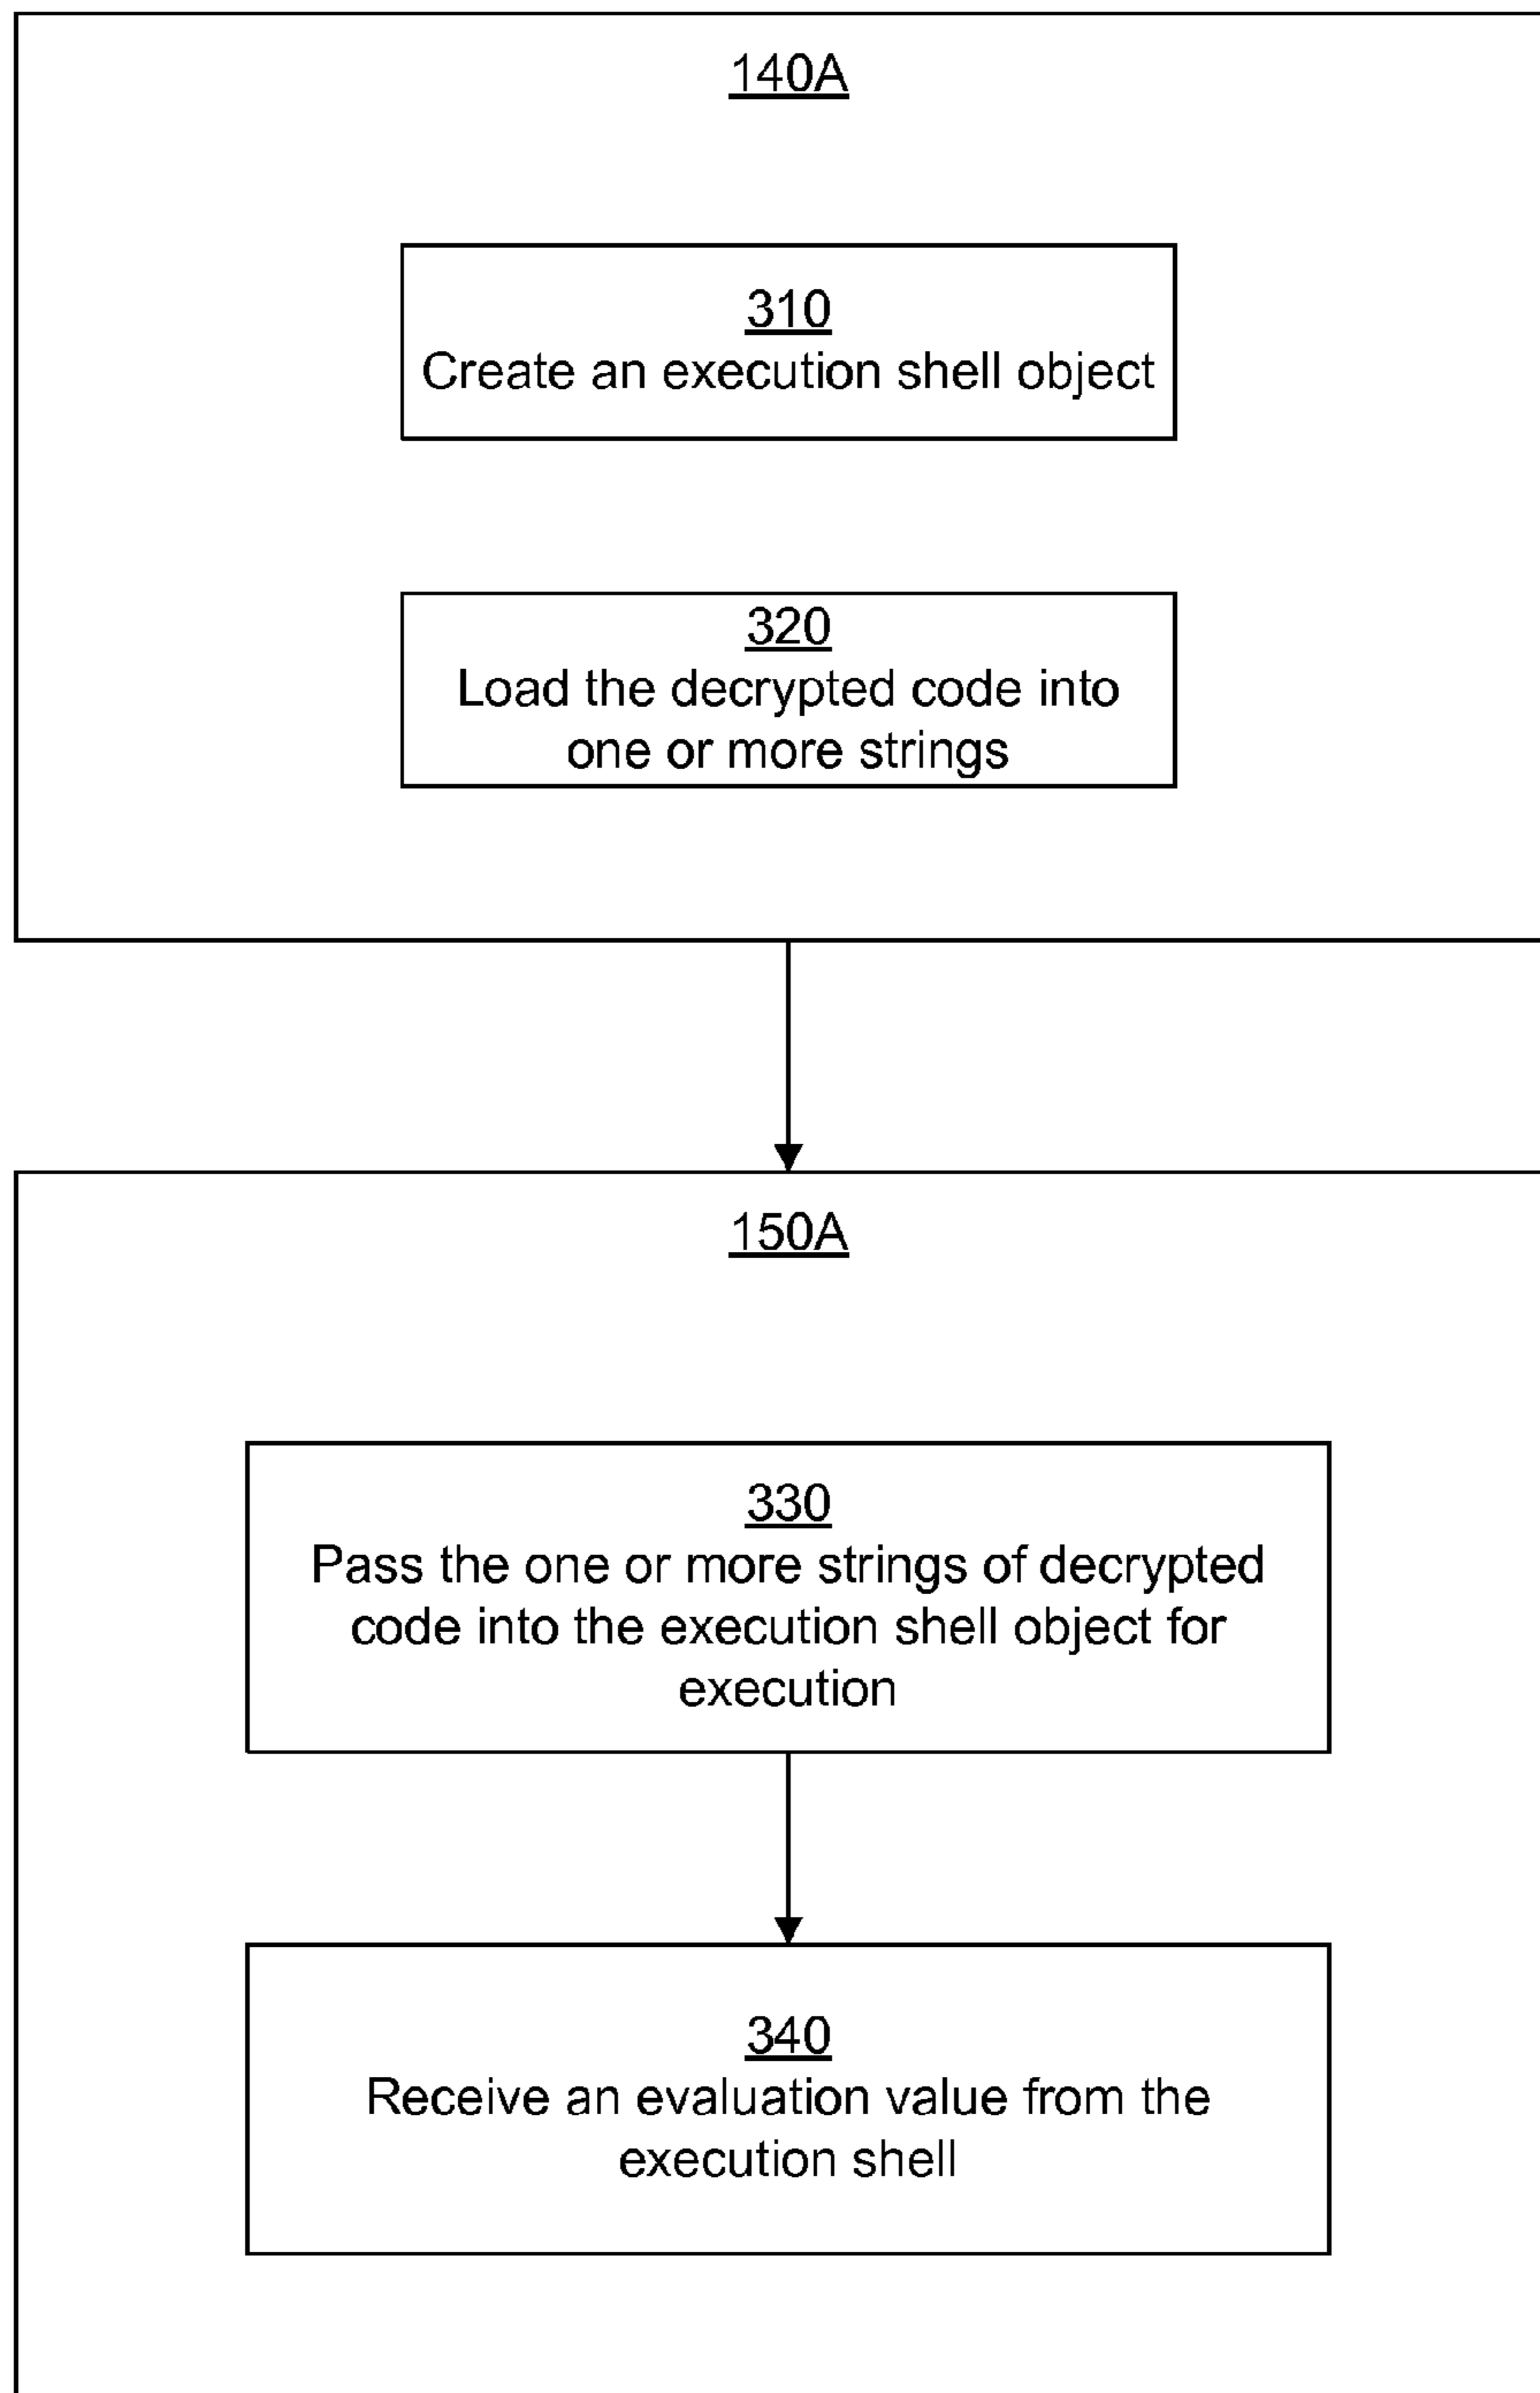 140A
310
Create an execution shell object
320
Load the decrypted code into
one or more strings
150A
330
Pass the one or more strings of decrypted
code into the execution shell object for
execution
340
Receive an evaluation value from the
execution shell